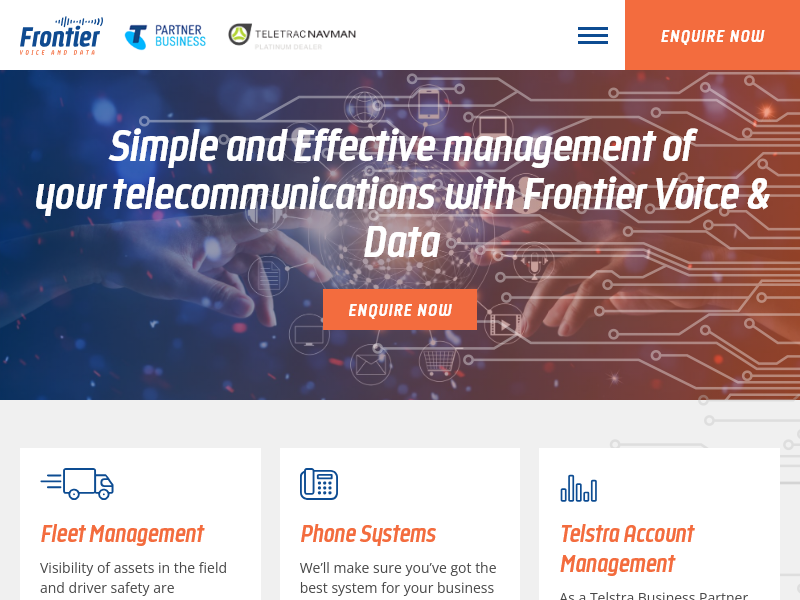 Frontier
VOICE AND DATA
PARTNER
BUSINESS
TELETRAC NAVMAN
PLATINUM DEALER
ENQUIRE NOW
Simple and Effective management of
your telecommunications with Frontier Voice &
Data
ENQUIRE NOW
Fleet Management
Visibility of assets in the field
and driver safety are
Phone Systems
We'll make sure you've got the
best system for your business
Telstra Account
Management
As a Telstra Business Partner